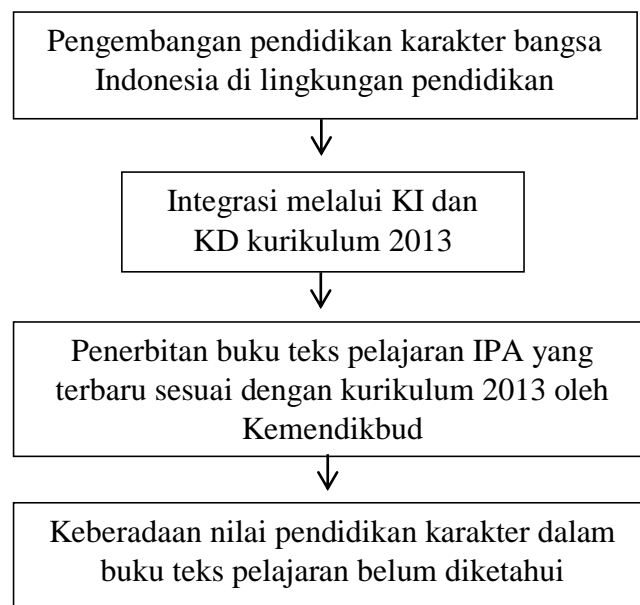 Pengembangan pendidikan karakter bangsa
Indonesia di lingkungan pendidikan
Integrasi melalui KI dan
KD kurikulum 2013
Penerbitan buku teks pelajaran IPA yang
terbaru sesuai dengan kurikulum 2013 oleh
Kemendikbud
Keberadaan nilai pendidikan karakter dalam
buku teks pelajaran belum diketahui